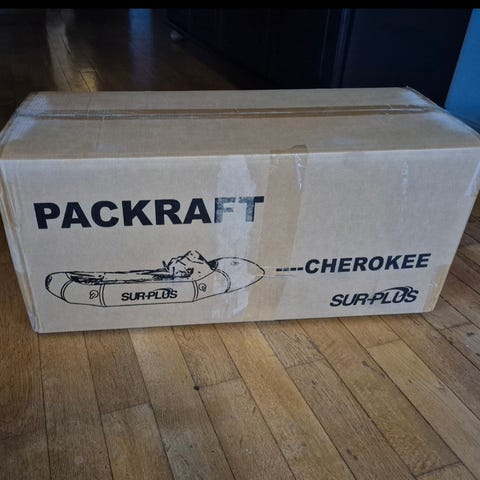 PACKRAFT
----CHEROKEE
SUR-PLUS
SUR-PLUS